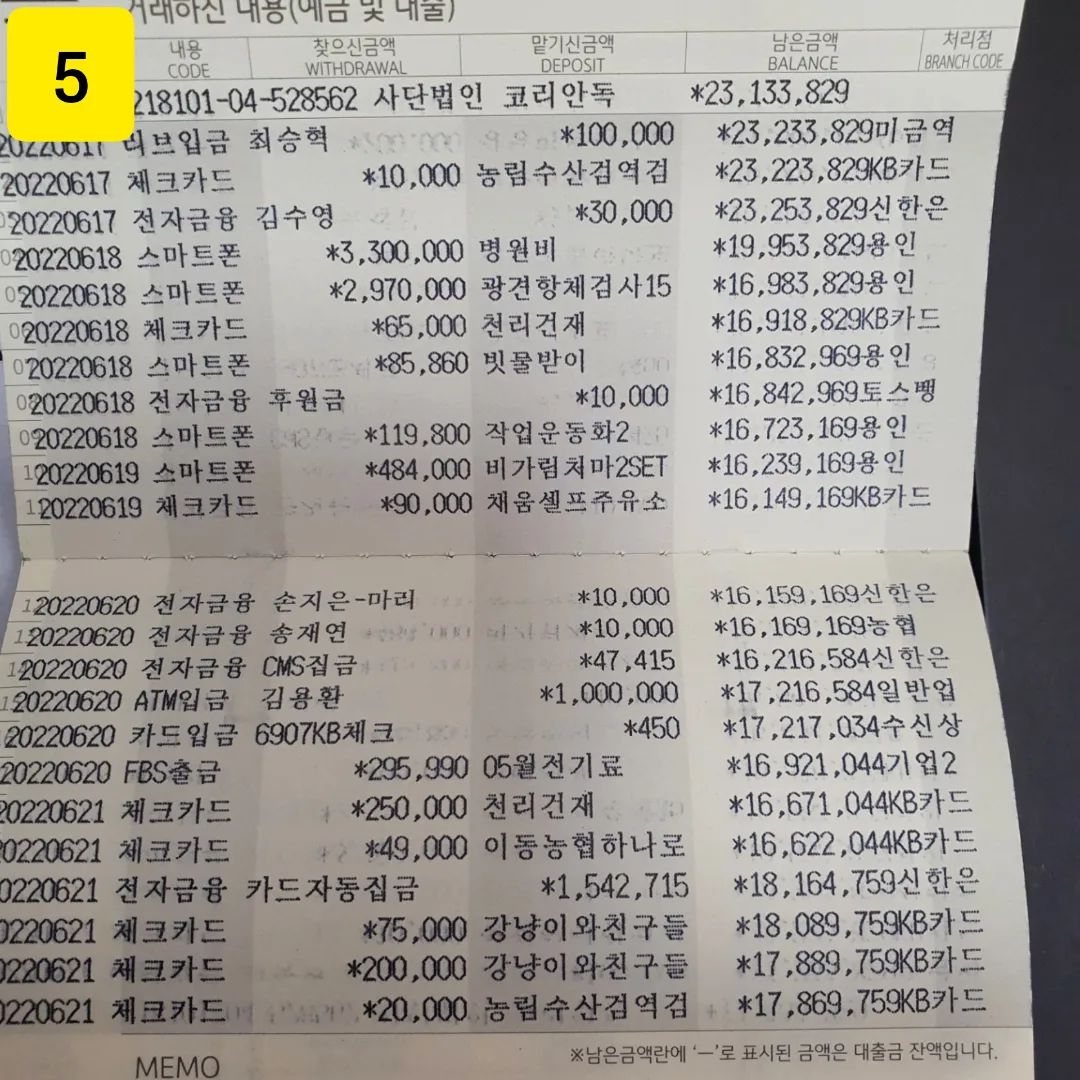 5
거래하신 내용(예금 및 대출)
내용 찾으신금액 맡기신금액 남은금액 처리점
CODE WITHDRAWAL DEPOSIT BALANCE BRANCH CODE
218101-04-528562 사단법인 코리안독 *23,133,829
20220617 리브입금 최승혁 *100,000 *23,233,829미금역
20220617 체크카드 *10,000 농림수산검역검 *23,223,829KB카드
20220617 전자금융 김수영 *30,000 *23,253,829신한은
20220618 스마트폰 *3,300,000 병원비 *19,953,829용인
20220618 스마트폰 *2,970,000 광견항체검사15 *16,983,829용인
20220618 체크카드 *65,000 천리건재 *16,918,829KB카드
20220618 스마트폰 *85,860 빗물받이 *16,832,969용인
20220618 전자금융 후원금 *10,000 *16,842,969토스뱅
20220618 스마트폰 *119,800 작업운동화2 *16,723,169용인
20220619 스마트폰 *484,000 비가림처마2SET *16,239,169용인
20220619 체크카드 *90,000 채움셀프주유소 *16,149,169KB카드
20220620 전자금융 손지은-마리 *10,000 *16,159,169신한은
20220620 전자금융 송재연 *10,000 *16,169,169농협
20220620 전자금융 CMS집금 *47,415 *16,216,584신한은
20220620 ATM입금 김용환 *1,000,000 *17,216,584일반업
20220620 카드입금 6907KB체크 *450 *17,217,034수신상
20220620 FBS출금 *295,990 05월전기료 *16,921,044기업2
20220621 체크카드 *250,000 천리건재 *16,671,044KB카드
20220621 체크카드 *49,000 이동농협하나로 *16,622,044KB카드
0220621 전자금융 카드자동집금 *1,542,715 *18,164,759신한은
0220621 체크카드 *75,000 강냥이와친구들 *18,089,759KB카드
0220621 체크카드 *200,000 강냥이와친구들 *17,889,759KB카드
0220621 체크카드 *20,000 농림수산검역검 *17,869,759KB카드
MEMO ※남은금액란에 ‘—’로 표시된 금액은 대출금 잔액입니다.